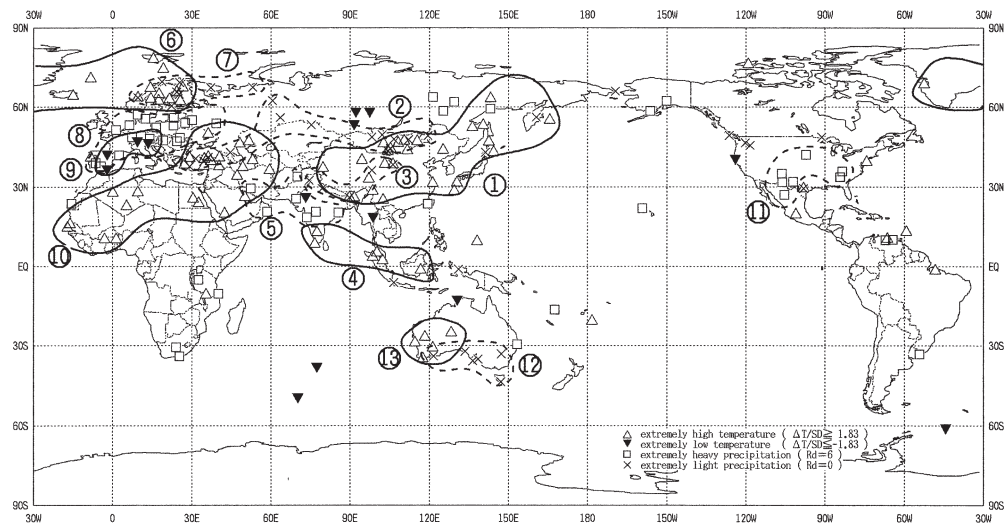 30W 0 30E 60E 90E 120E 150E 180 150W 120W 90W 60W 30W
90N 90N
⑥ ⑦
60N 60N
⑧ ②
⑨ ③ ①
30N 30N
⑪
⑤
⑩
④
EQ EQ
30S 30S
⑬ ⑫
△ extremely high temperature ( ΔT/SD≧ 1.83)
▼ extremely low temperature ( ΔT/SD≦-1.83)
60S 60S
□ extremely heavy precipitation ( Rd=6)
× extremely light precipitation ( Rd=0)
90S 90S
30W 0 30E 60E 90E 120E 150E 180 150W 120W 90W 60W 30W